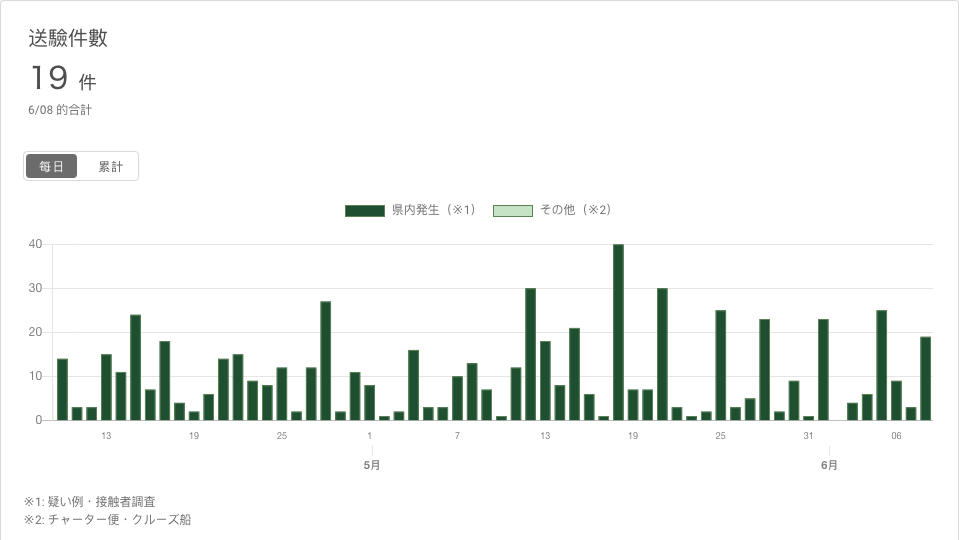 送驗件數
19 件
6/08 的合計
每日 累計
県内発生（※1） その他（※2）
40
30
20
10
0
13 19 25 1 7 13 19 25 31 06
5月 6月
※1: 疑い例・接触者調査
※2: チャーター便・クルーズ船